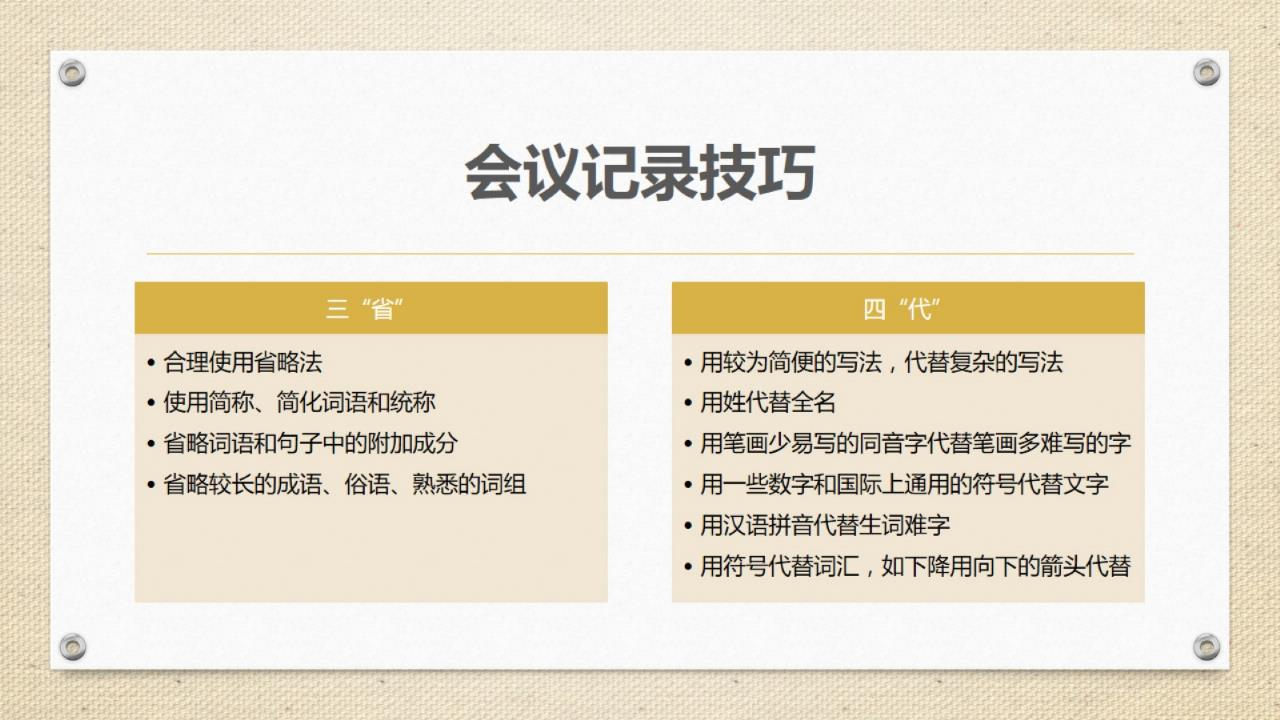 会议记录技巧
三“省”
• 合理使用省略法
• 使用简称、简化词语和统称
• 省略词语和句子中的附加成分
• 省略较长的成语、俗语、熟悉的词组
四“代”
• 用较为简便的写法，代替复杂的写法
• 用姓代替全名
• 用笔画少易写的同音字代替笔画多难写的字
• 用一些数字和国际上通用的符号代替文字
• 用汉语拼音代替生词难字
• 用符号代替词汇，如下降用向下的箭头代替